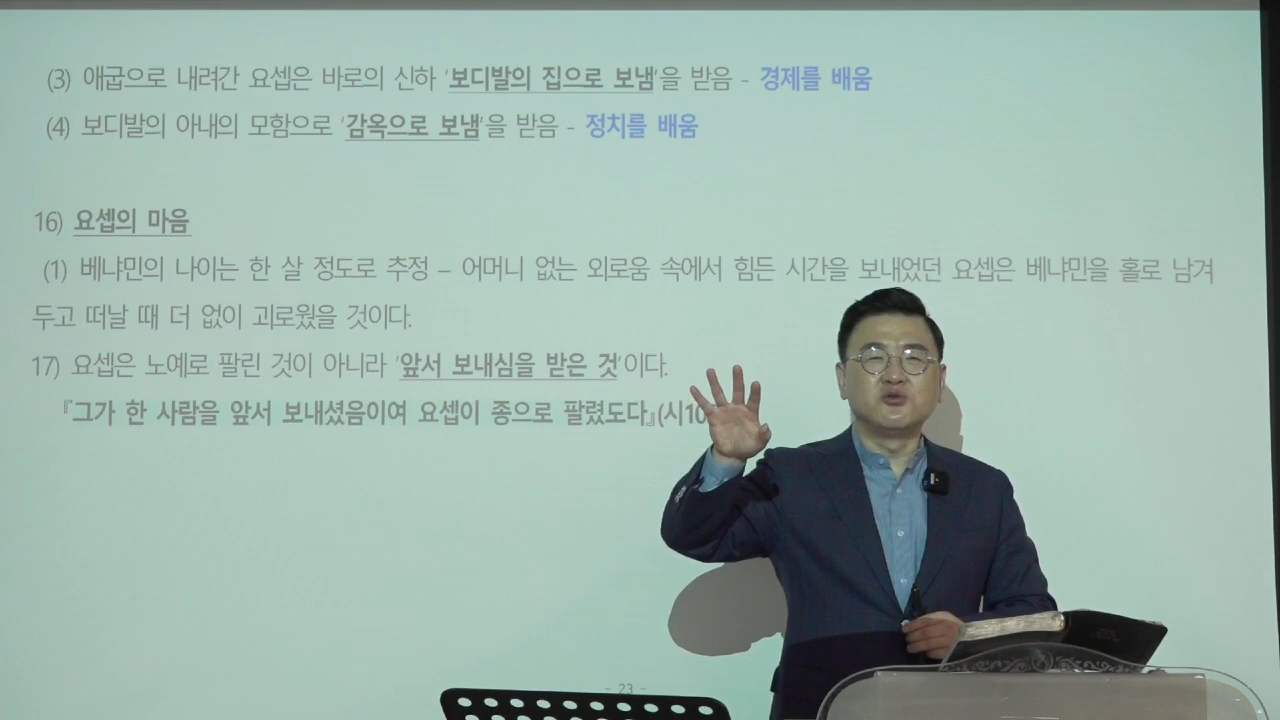 (3) 애굽으로 내려간 요셉은 바로의 신하 '보디발의 집으로 보냄'을 받음 - 경제를 배움
(4) 보디발의 아내의 모함으로 '감옥으로 보냄'을 받음 - 정치를 배움
16) 요셉의 마음
(1) 베냐민의 나이는 한 살 정도로 추정 – 어머니 없는 외로움 속에서 힘든 시간을 보내었던 요셉은 베냐민을 홀로 남겨
두고 떠날 때 더 없이 괴로웠을 것이다.
17) 요셉은 노예로 팔린 것이 아니라 '앞서 보내심을 받은 것'이다.
『그가 한 사람을 앞서 보내셨음이여 요셉이 종으로 팔렸도다』(시10
- 23 -